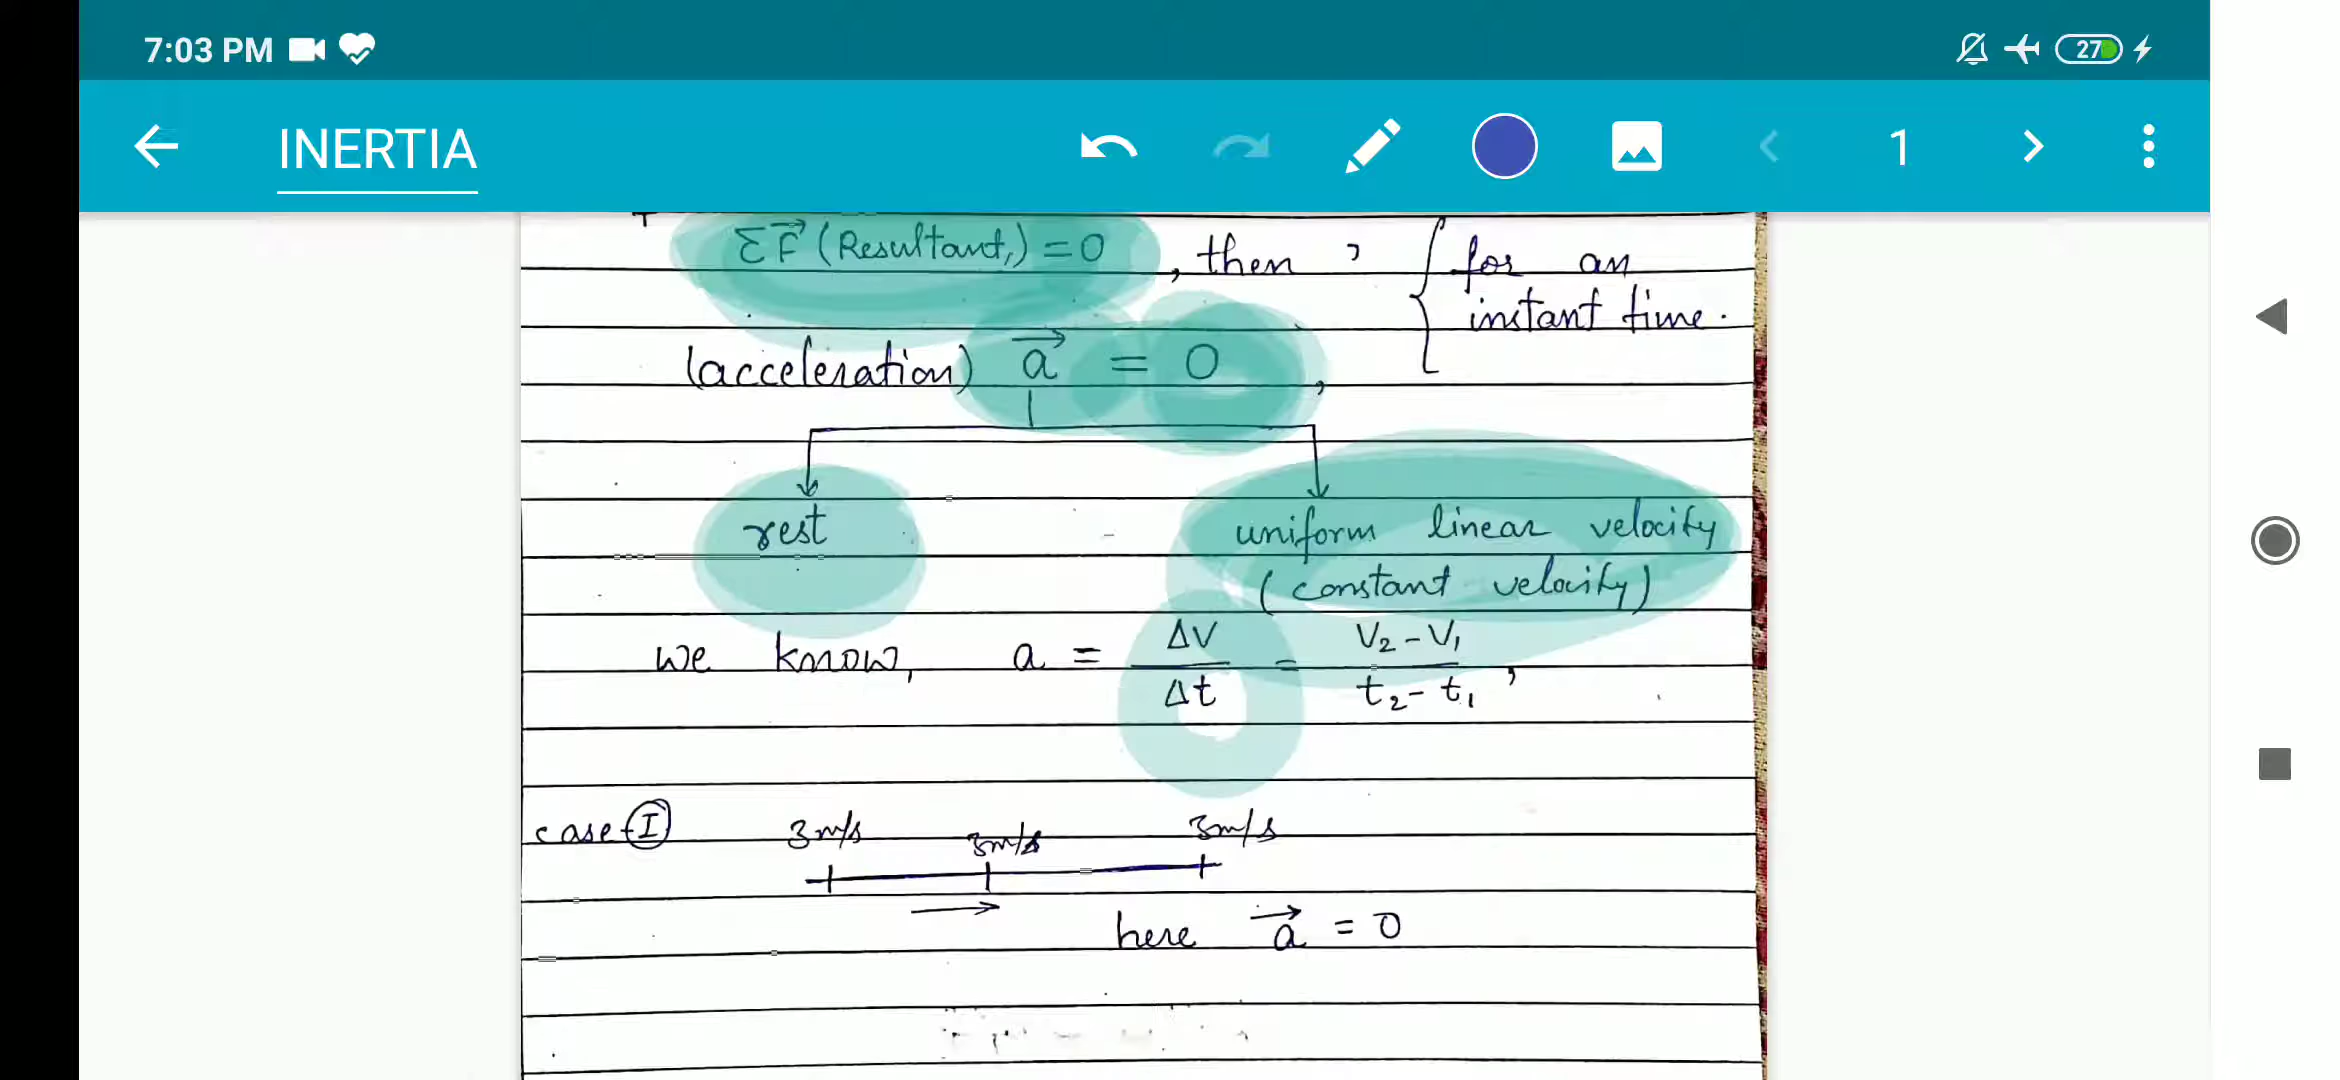 7:03 PM
27
INERTIA
1
ΣF⃗ (Resultant,) = 0 , then , { for an
instant time.
(acceleration) a⃗ = 0 ,
rest
uniform linear velocity
(constant velocity)
we know, a = ΔV/Δt = V₂-V₁/t₂-t₁ ,
case-(I) 3m/s 3m/s 3m/s
here a⃗ = 0